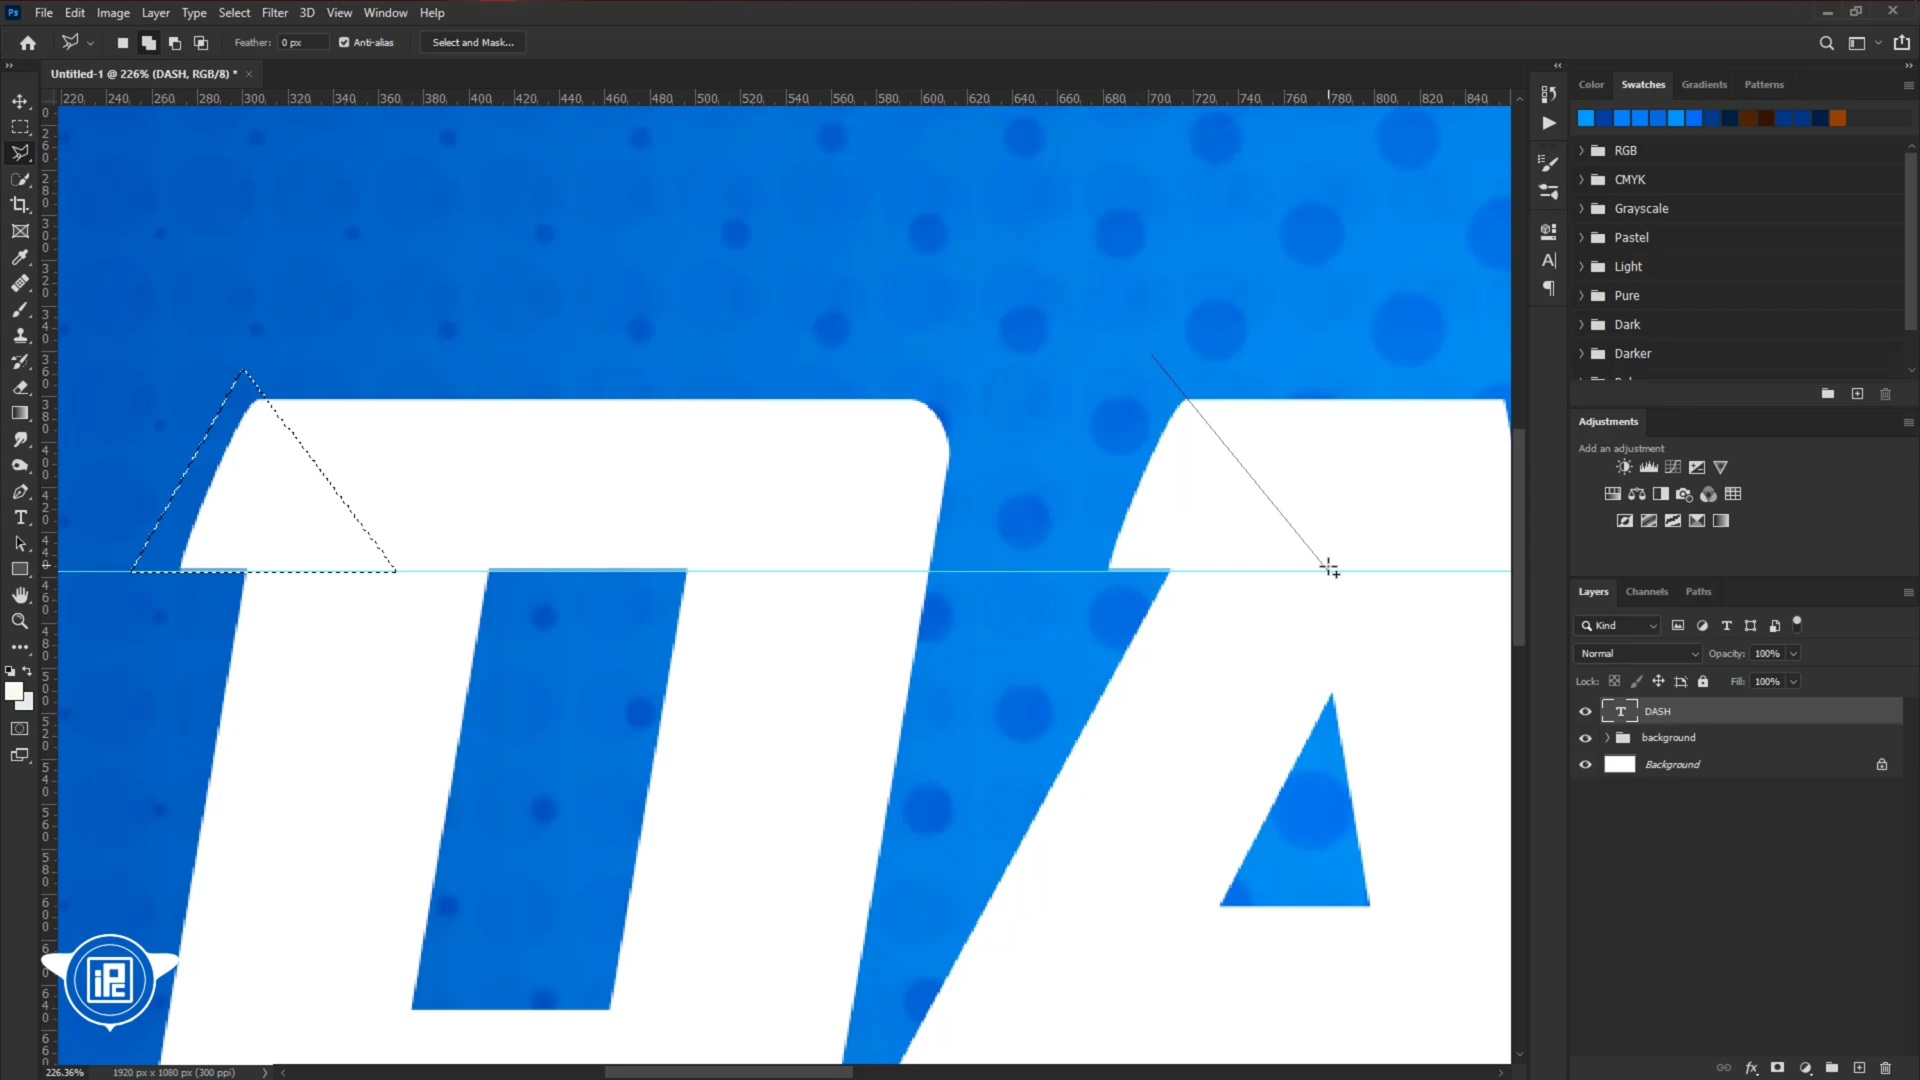 Ps File Edit Image Layer Type Select Filter 3D View Window Help
Feather: 0 px Anti-alias Select and Mask...
Untitled-1 @ 226% (DASH, RGB/8) * ×
220 240 260 280 300 320 340 360 380 400 420 440 460 480 500 520 540 560 580 600 620 640 660 680 700 720 740 760 780 800 820 840
Color Swatches Gradients Patterns
RGB
CMYK
Grayscale
Pastel
Light
Pure
Dark
Darker
Adjustments
Add an adjustment
Layers Channels Paths
Kind
Normal Opacity: 100%
Lock: Fill: 100%
DASH
background
Background
DA
iPC
226.36% 1920 px x 1080 px (300 ppi)